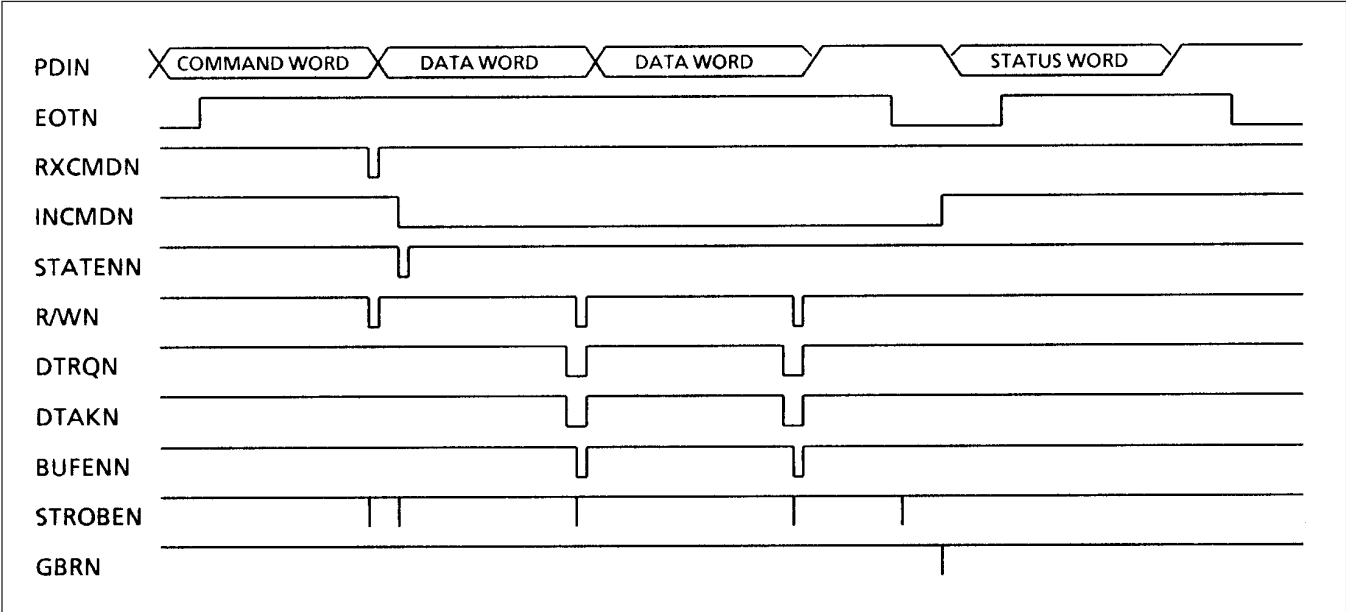 PDIN COMMAND WORD DATA WORD DATA WORD STATUS WORD
EOTN
RXCMDN
INCMDN
STATENN
R/WN
DTRQN
DTAKN
BUFENN
STROBEN
GBRN